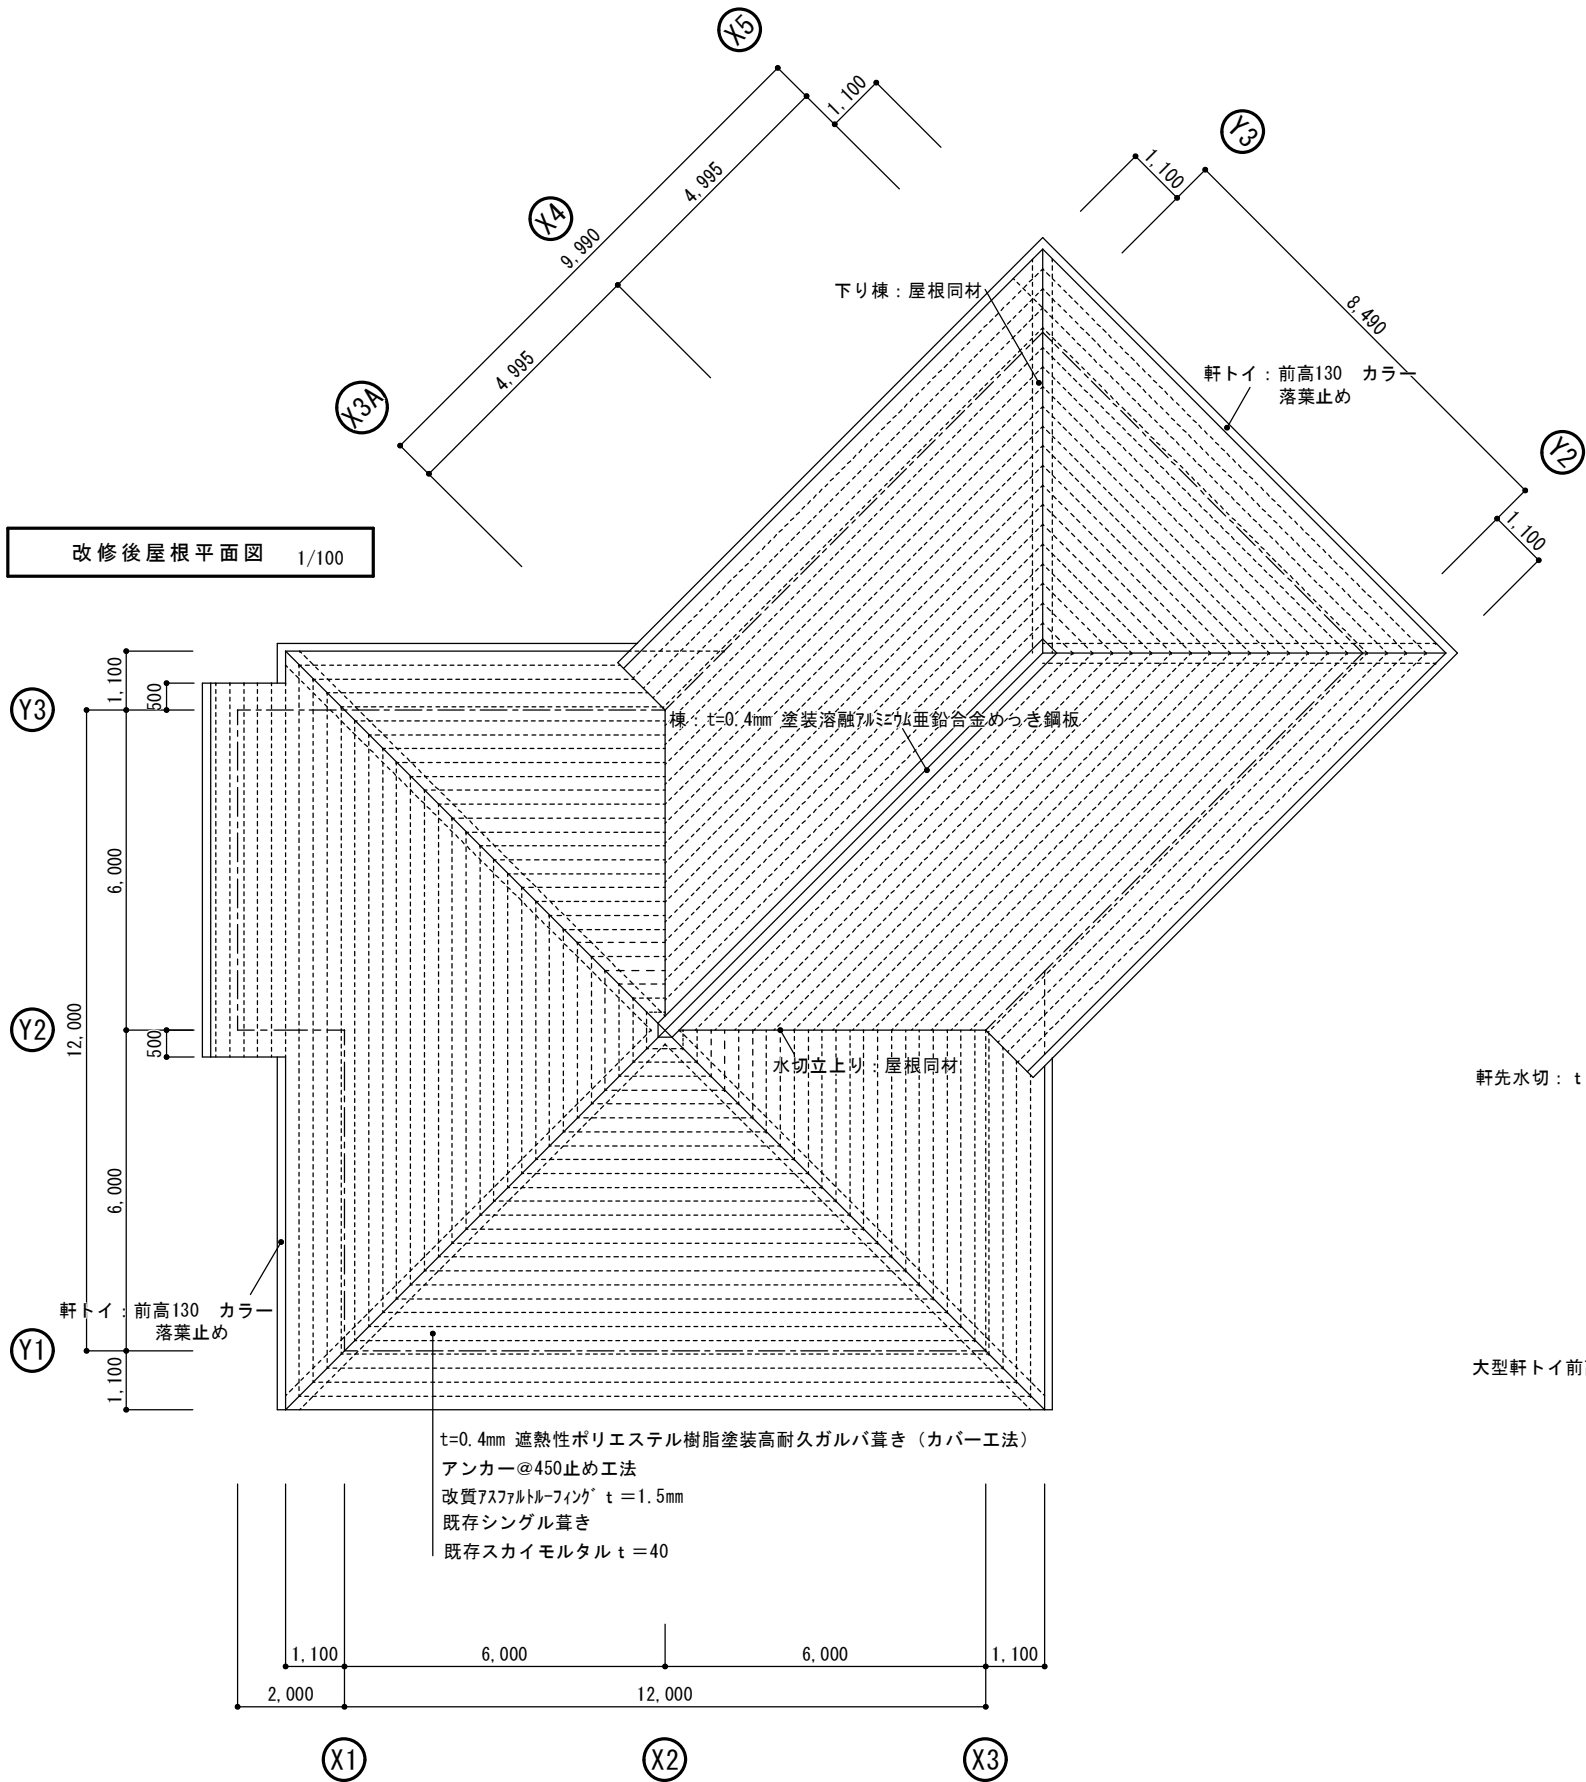 X5
1,100
Y3
1,100
X4
4,995
9,990
下り棟：屋根同材
8,490
4,995
軒トイ：前高130　カラー
落葉止め
X3A
Y2
1,100
改修後屋根平面図 1/100
1,100
500
Y3
棟：t=0.4mm 塗装溶融ｱﾙﾐﾆｳﾑ亜鉛合金めっき鋼板
6,000
12,000
Y2
500
水切立上り：屋根同材
軒先水切：ｔ
6,000
軒トイ：前高130　カラー
落葉止め
Y1
1,100
大型軒トイ前
t=0.4mm 遮熱性ポリエステル樹脂塗装高耐久ガルバ葺き（カバー工法）
アンカー@450止め工法
改質ｱｽﾌｧﾙﾄﾙｰﾌｨﾝｸﾞ ｔ＝1.5mm
既存シングル葺き
既存スカイモルタルｔ＝40
1,100 6,000 6,000 1,100
2,000 12,000
X1 X2 X3